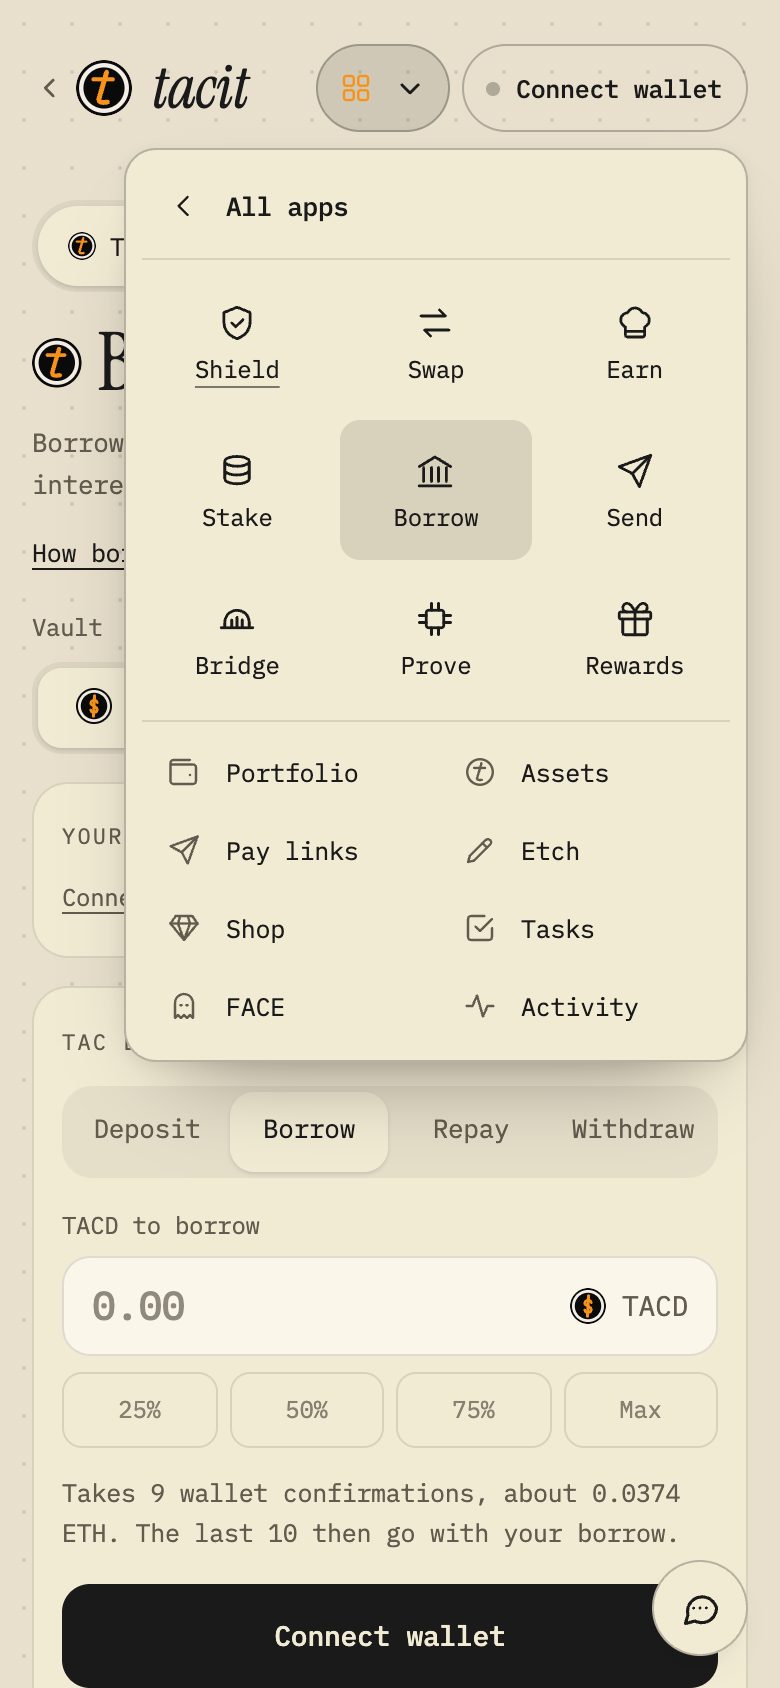 tacit
Connect wallet
All apps
Shield
Swap
Earn
Stake
Borrow
Send
Bridge
Prove
Rewards
Portfolio
Assets
Pay links
Etch
Shop
Tasks
FACE
Activity
Borrow
Vault
YOUR
TAC
Deposit
Borrow
Repay
Withdraw
TACD to borrow
0.00
TACD
25%
50%
75%
Max
Takes 9 wallet confirmations, about 0.0374
ETH. The last 10 then go with your borrow.
Connect wallet